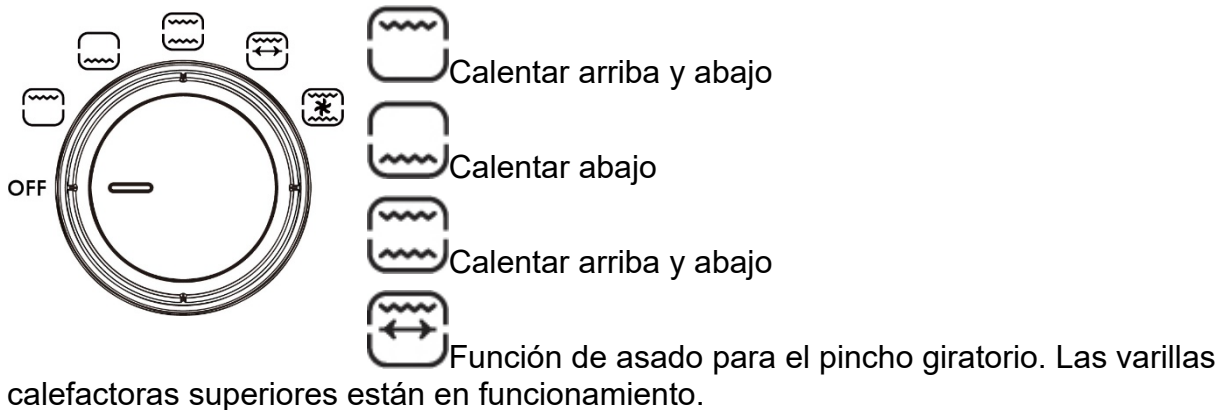 Calentar arriba y abajo
Calentar abajo
OFF
Calentar arriba y abajo
Función de asado para el pincho giratorio. Las varillas
calefactoras superiores están en funcionamiento.